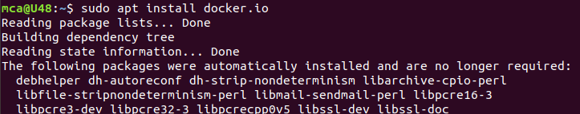 mca@U48:~$ sudo apt install docker.io
Reading package lists... Done
Building dependency tree
Reading state information... Done
The following packages were automatically installed and are no longer required:
  debhelper dh-autoreconf dh-strip-nondeterminism libarchive-cpio-perl
  libfile-stripnondeterminism-perl libmail-sendmail-perl libpcre16-3
  libpcre3-dev libpcre32-3 libpcrecpp0v5 libssl-dev libssl-doc